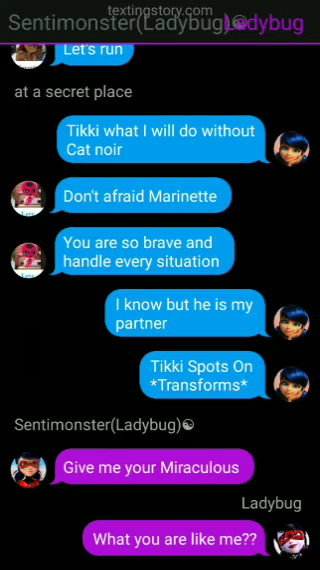 textingstory.com
Sentimonster(Ladybug)☯
Ladybug
Let's run
at a secret place
Tikki what I will do without
Cat noir
Don't afraid Marinette
You are so brave and
handle every situation
I know but he is my
partner
Tikki Spots On
*Transforms*
Sentimonster(Ladybug)☯
Give me your Miraculous
Ladybug
What you are like me??